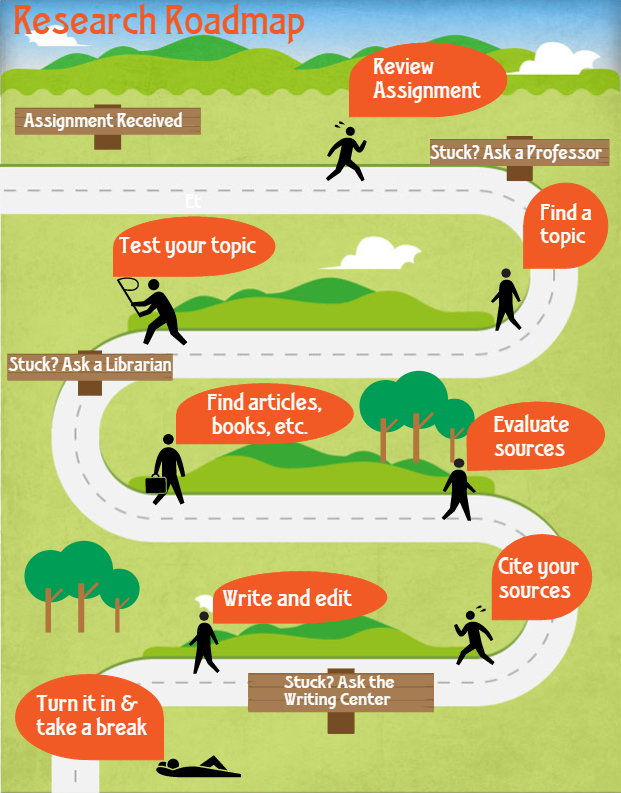 Research Roadmap
Review
Assignment
Assignment Received
Stuck? Ask a Professor
Et
Find a
topic
Test your topic
Stuck? Ask a Librarian
Find articles,
books, etc.
Evaluate
sources
Cite your
sources
Write and edit
Stuck? Ask the
Writing Center
Turn it in &
take a break